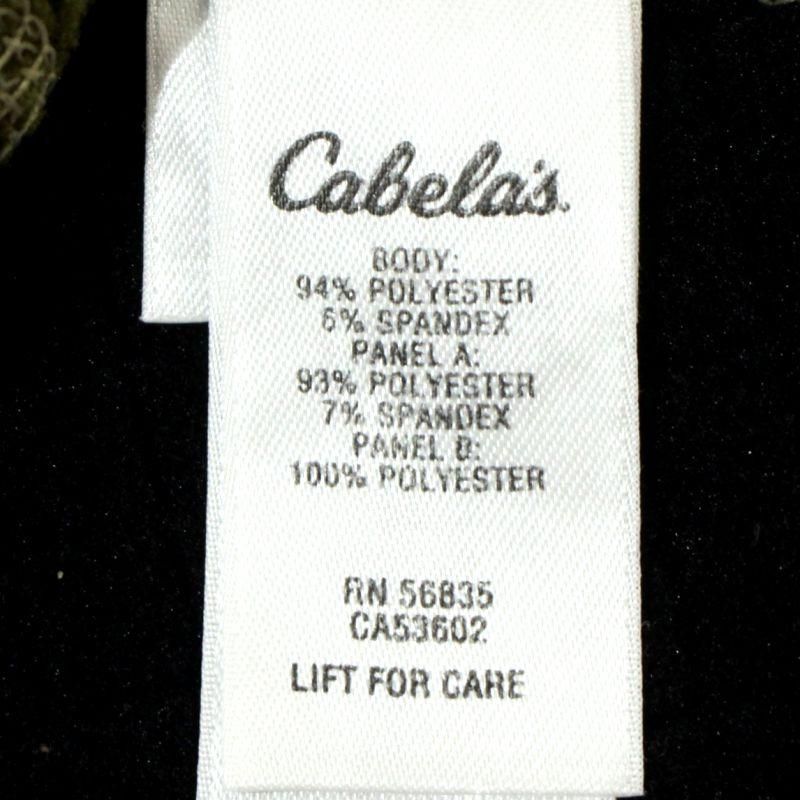 Cabela's.
BODY:
94% POLYESTER
6% SPANDEX
PANEL A:
93% POLYESTER
7% SPANDEX
PANEL B:
100% POLYESTER
RN 56835
CA53602
LIFT FOR CARE